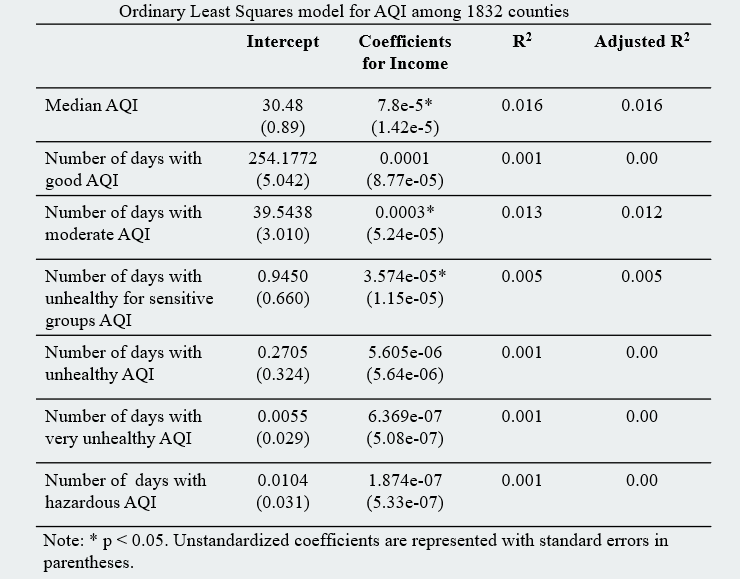 Ordinary Least Squares model for AQI among 1832 counties
Intercept Coefficients for Income R² Adjusted R²
Median AQI 30.48 7.8e-5* 0.016 0.016
(0.89) (1.42e-5)
Number of days with 254.1772 0.0001 0.001 0.00
good AQI (5.042) (8.77e-05)
Number of days with 39.5438 0.0003* 0.013 0.012
moderate AQI (3.010) (5.24e-05)
Number of days with 0.9450 3.574e-05* 0.005 0.005
unhealthy for sensitive (0.660) (1.15e-05)
groups AQI
Number of days with 0.2705 5.605e-06 0.001 0.00
unhealthy AQI (0.324) (5.64e-06)
Number of days with 0.0055 6.369e-07 0.001 0.00
very unhealthy AQI (0.029) (5.08e-07)
Number of days with 0.0104 1.874e-07 0.001 0.00
hazardous AQI (0.031) (5.33e-07)
Note: * p < 0.05. Unstandardized coefficients are represented with standard errors in
parentheses.